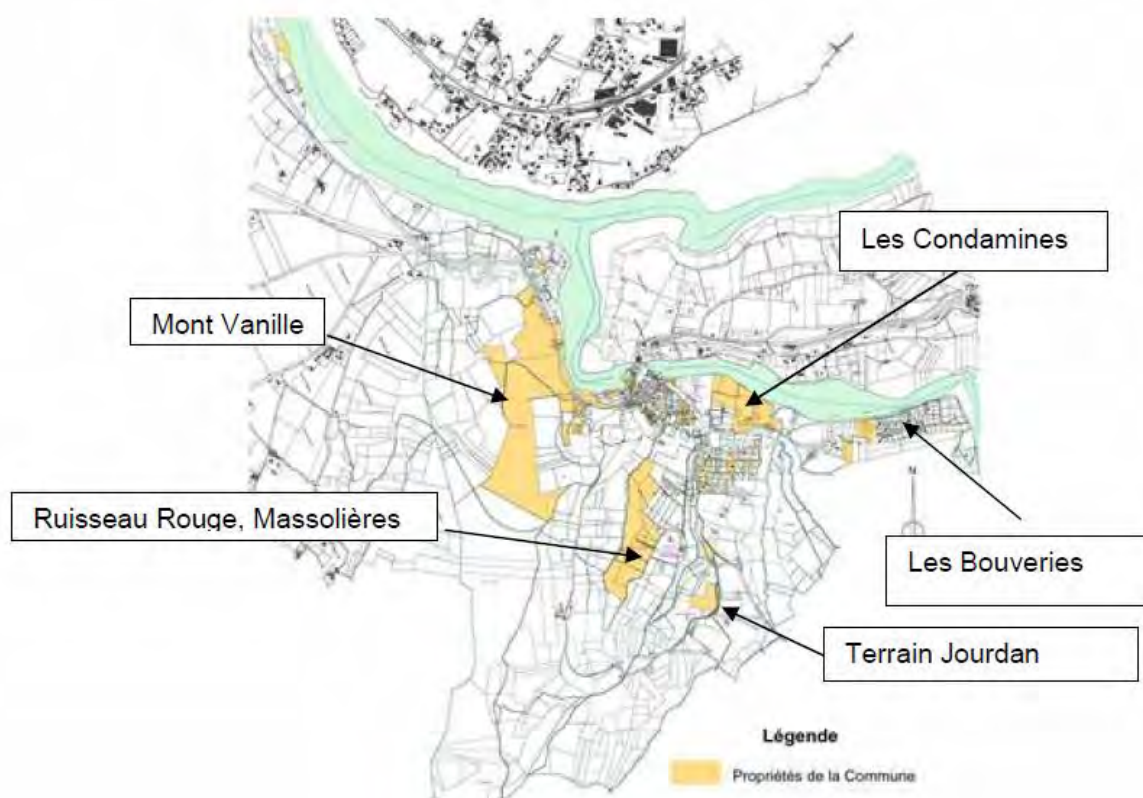 Les Condamines
Mont Vanille
Ruisseau Rouge, Massolières
N
Les Bouveries
Terrain Jourdan
Légende
Propriétés de la Commune